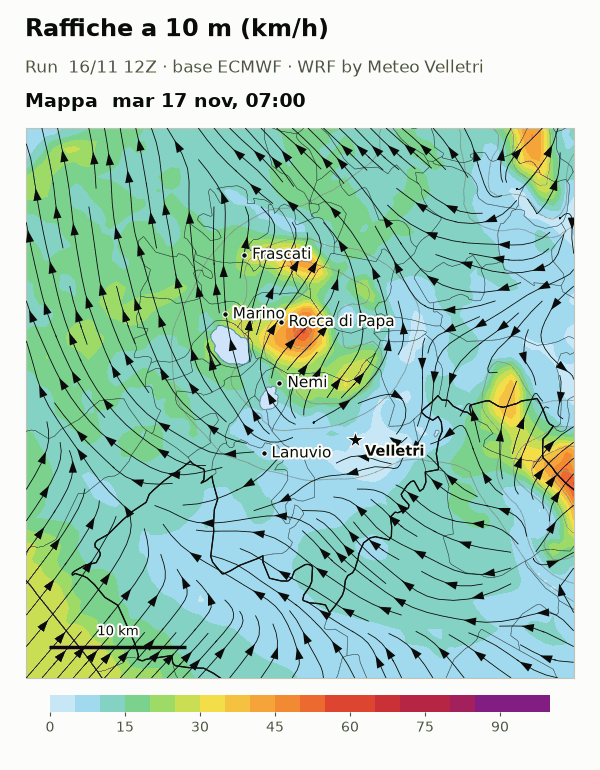 Raffiche a 10 m (km/h)
Run  16/11 12Z · base ECMWF · WRF by Meteo Velletri
Mappa  mar 17 nov, 07:00
Frascati
Marino
Rocca di Papa
Nemi
Velletri
Lanuvio
10 km
0 15 30 45 60 75 90